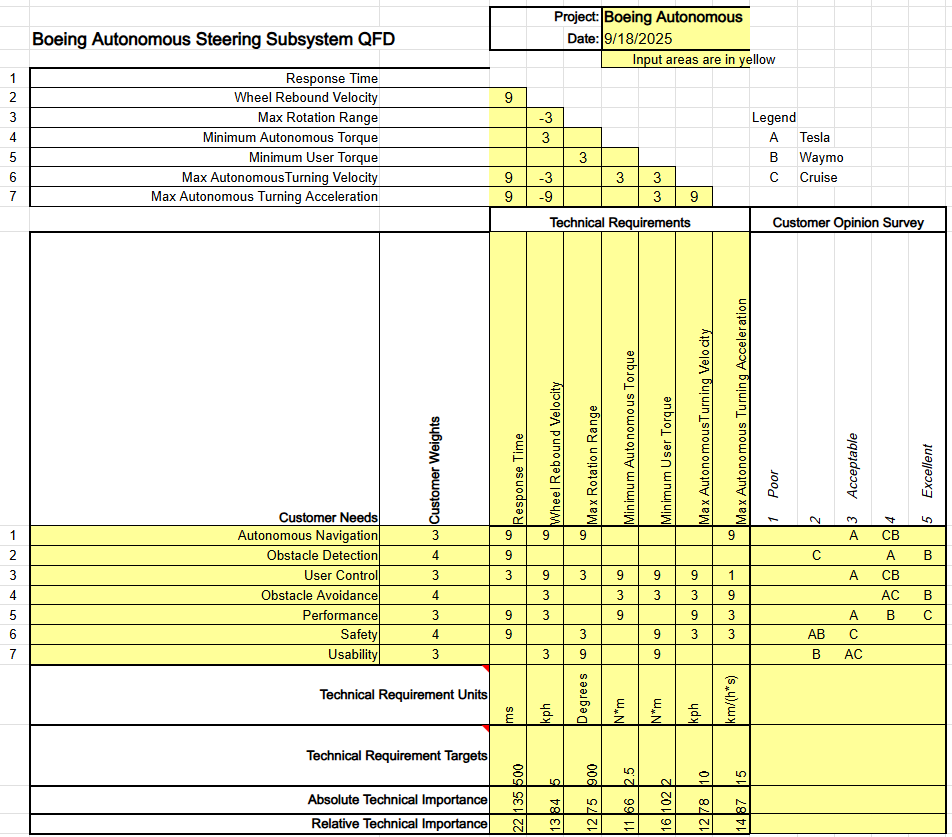 Project: Boeing Autonomous
Boeing Autonomous Steering Subsystem QFD
Date: 9/18/2025
Input areas are in yellow
1 Response Time
2 Wheel Rebound Velocity 9
3 Max Rotation Range -3 Legend
4 Minimum Autonomous Torque 3 A Tesla
5 Minimum User Torque 3 B Waymo
6 Max AutonomousTurning Velocity 9 -3 3 3 C Cruise
7 Max Autonomous Turning Acceleration 9 -9 3 9
Technical Requirements Customer Opinion Survey
Customer Needs
Customer Weights
Response Time
Wheel Rebound Velocity
Max Rotation Range
Minimum Autonomous Torque
Minimum User Torque
Max AutonomousTurning Velocity
Max Autonomous Turning Acceleration
1 Poor
2
3 Acceptable
4
5 Excellent
1 Autonomous Navigation 3 9 9 9 9 A CB
2 Obstacle Detection 4 9 C A B
3 User Control 3 3 9 3 9 9 9 1 A CB
4 Obstacle Avoidance 4 3 3 3 3 9 AC B
5 Performance 3 9 3 9 9 3 A B C
6 Safety 4 9 3 9 3 3 AB C
7 Usability 3 3 9 9 B AC
Technical Requirement Units ms kph Degrees N*m N*m kph km/(h*s)
Technical Requirement Targets 500 5 900 2.5 2 10 15
Absolute Technical Importance 135 84 75 66 102 78 87
Relative Technical Importance 22 13 12 11 16 12 14